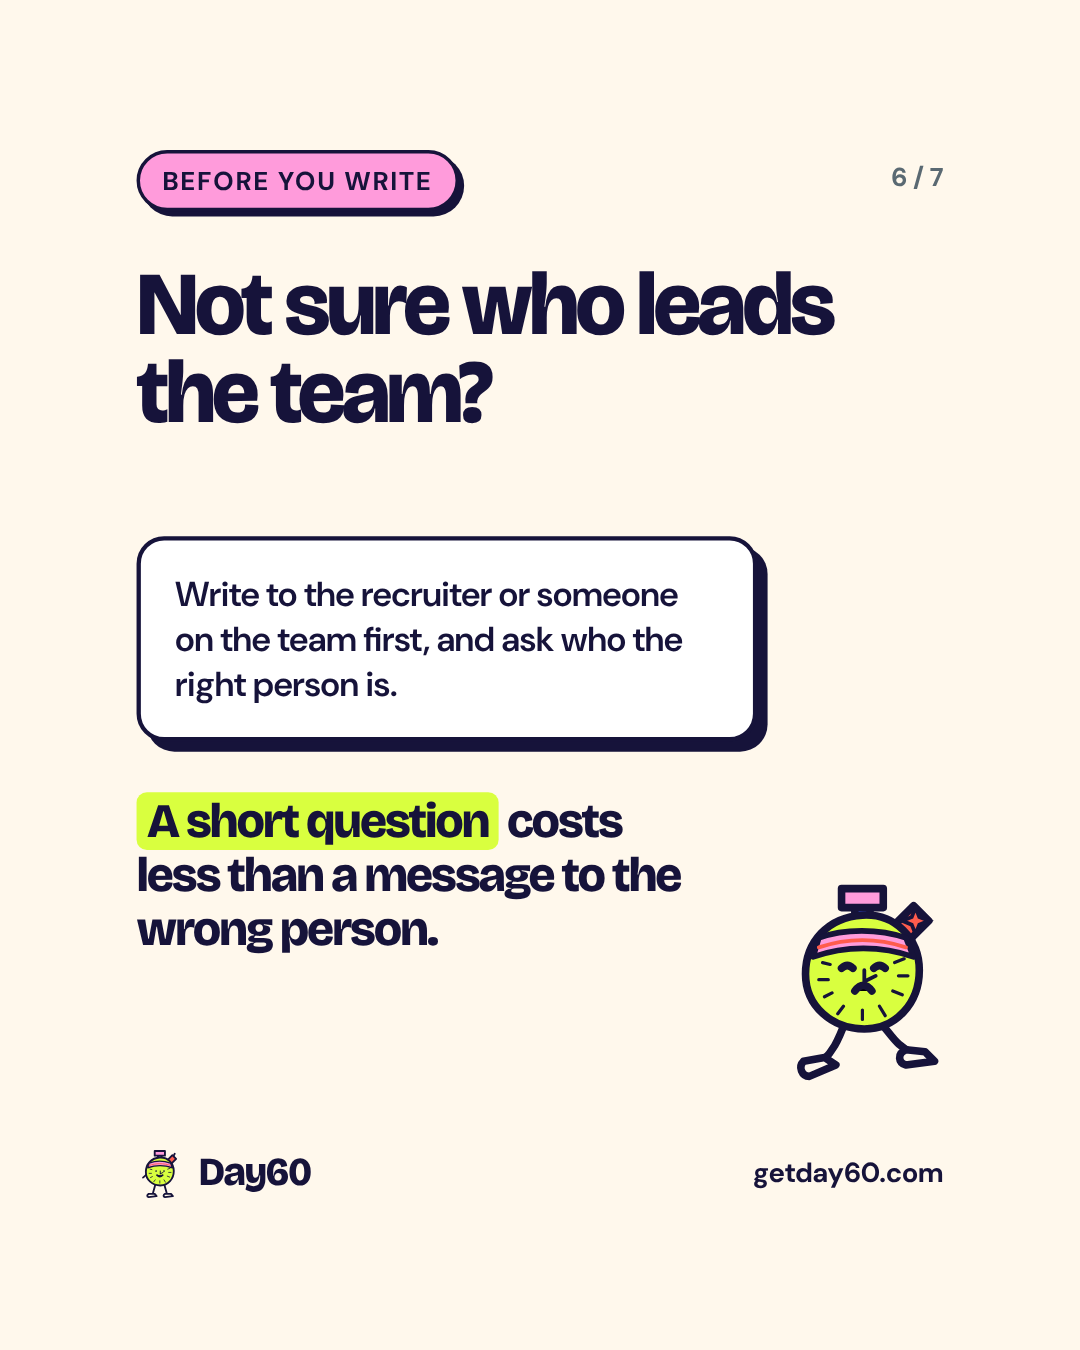 BEFORE YOU WRITE
6 / 7
Not sure who leads
the team?
Write to the recruiter or someone
on the team first, and ask who the
right person is.
A short question costs
less than a message to the
wrong person.
Day60
getday60.com